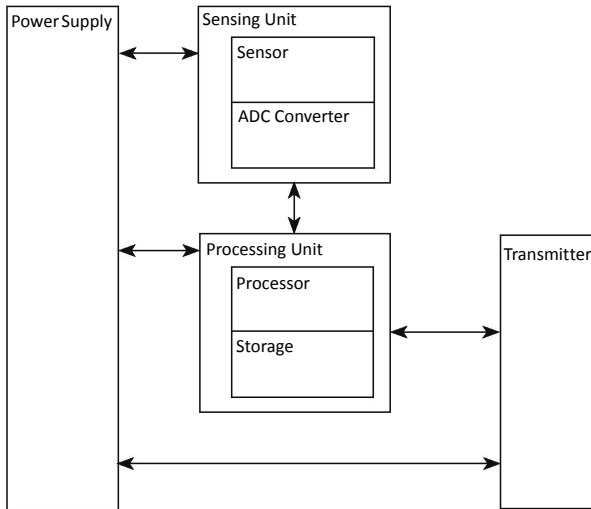 Power Supply
Sensing Unit
Sensor
ADC Converter
Processing Unit
Processor
Storage
Transmitter